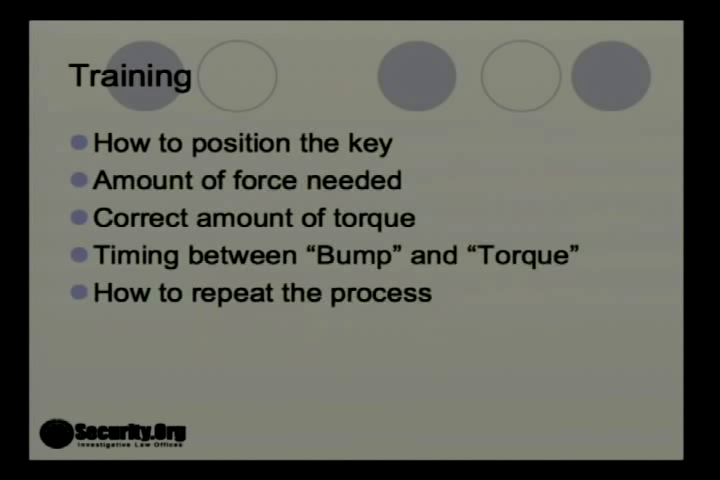 Training
How to position the key
Amount of force needed
Correct amount of torque
Timing between “Bump” and “Torque”
How to repeat the process
Security.Org
Investigative Law Offices